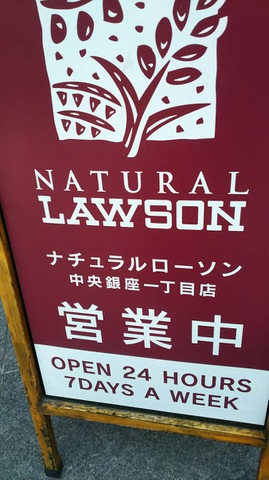 NATURAL
LAWSON
ナチュラルローソン
中央銀座一丁目店
営業中
OPEN 24 HOURS
7DAYS A WEEK